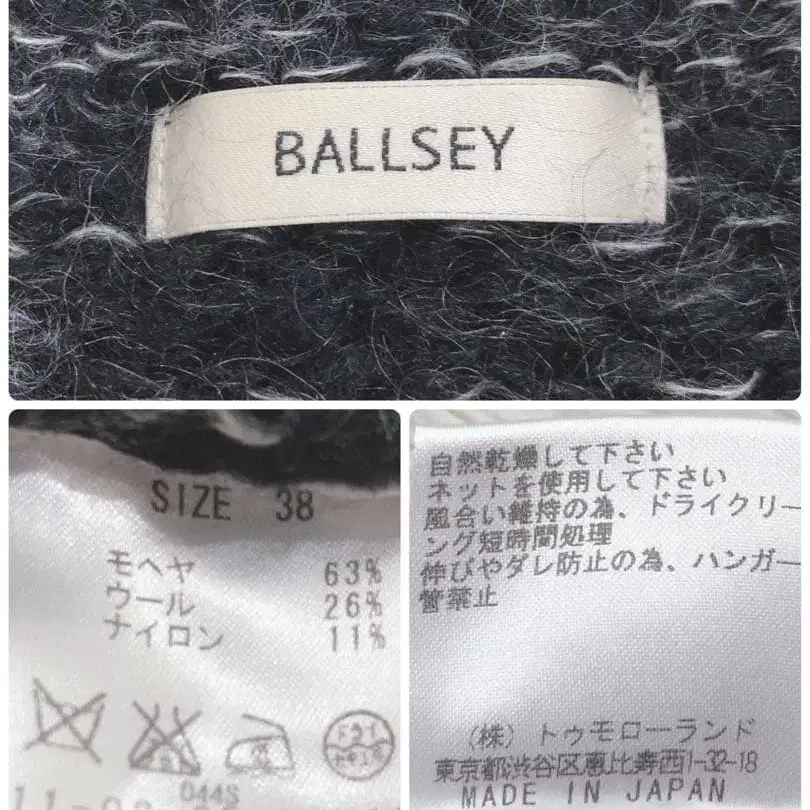 BALLSEY
SIZE 38
モヘヤ 63%
ウール 26%
ナイロン 11%
ドライ
044S
自然乾燥して下さい
ネットを使用して下さい
風合い維持の為、ドライクリー
ング短時間処理
伸びやダレ防止の為、ハンガー
管禁止
(株) トゥモローランド
東京都渋谷区恵比寿西1-32-18
MADE IN JAPAN